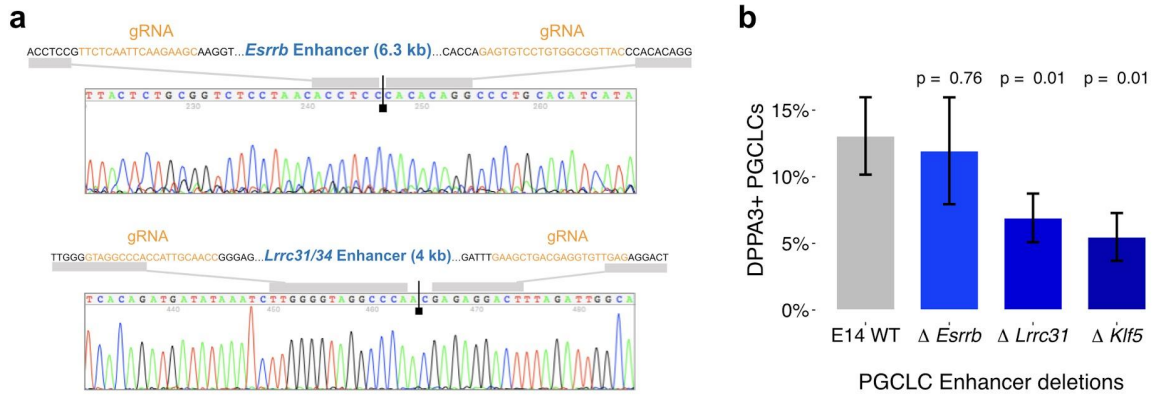 a
gRNA gRNA
ACCTCCGTTCTCAATTCAAGAAGCAAGGT...Esrrb Enhancer (6.3 kb)...CACCAGAGTGTCCTGTGGCGGTTACCCACACAGG
TTACTCTGCGGTCTCCTAACACCTCCCACACAGGCCCTGCACATCATA
230 240 250 260
gRNA gRNA
TTGGGGTAGGCCCACCATTGCAACCGGGAG...Lrrc31/34 Enhancer (4 kb)...GATTTGAAGCTGACGAGGTGTTGAGAGGACT
TCACAGATGATATAAATCTTGGGGTAGGCCCAACGAGAGGACTTTAGATTGGCA
440 450 460 470 480
b
p = 0.76 p = 0.01 p = 0.01
DPPA3+ PGCLCs
15%
10%
5%
0%
E14 WT Δ Esrrb Δ Lrrc31 Δ Klf5
PGCLC Enhancer deletions